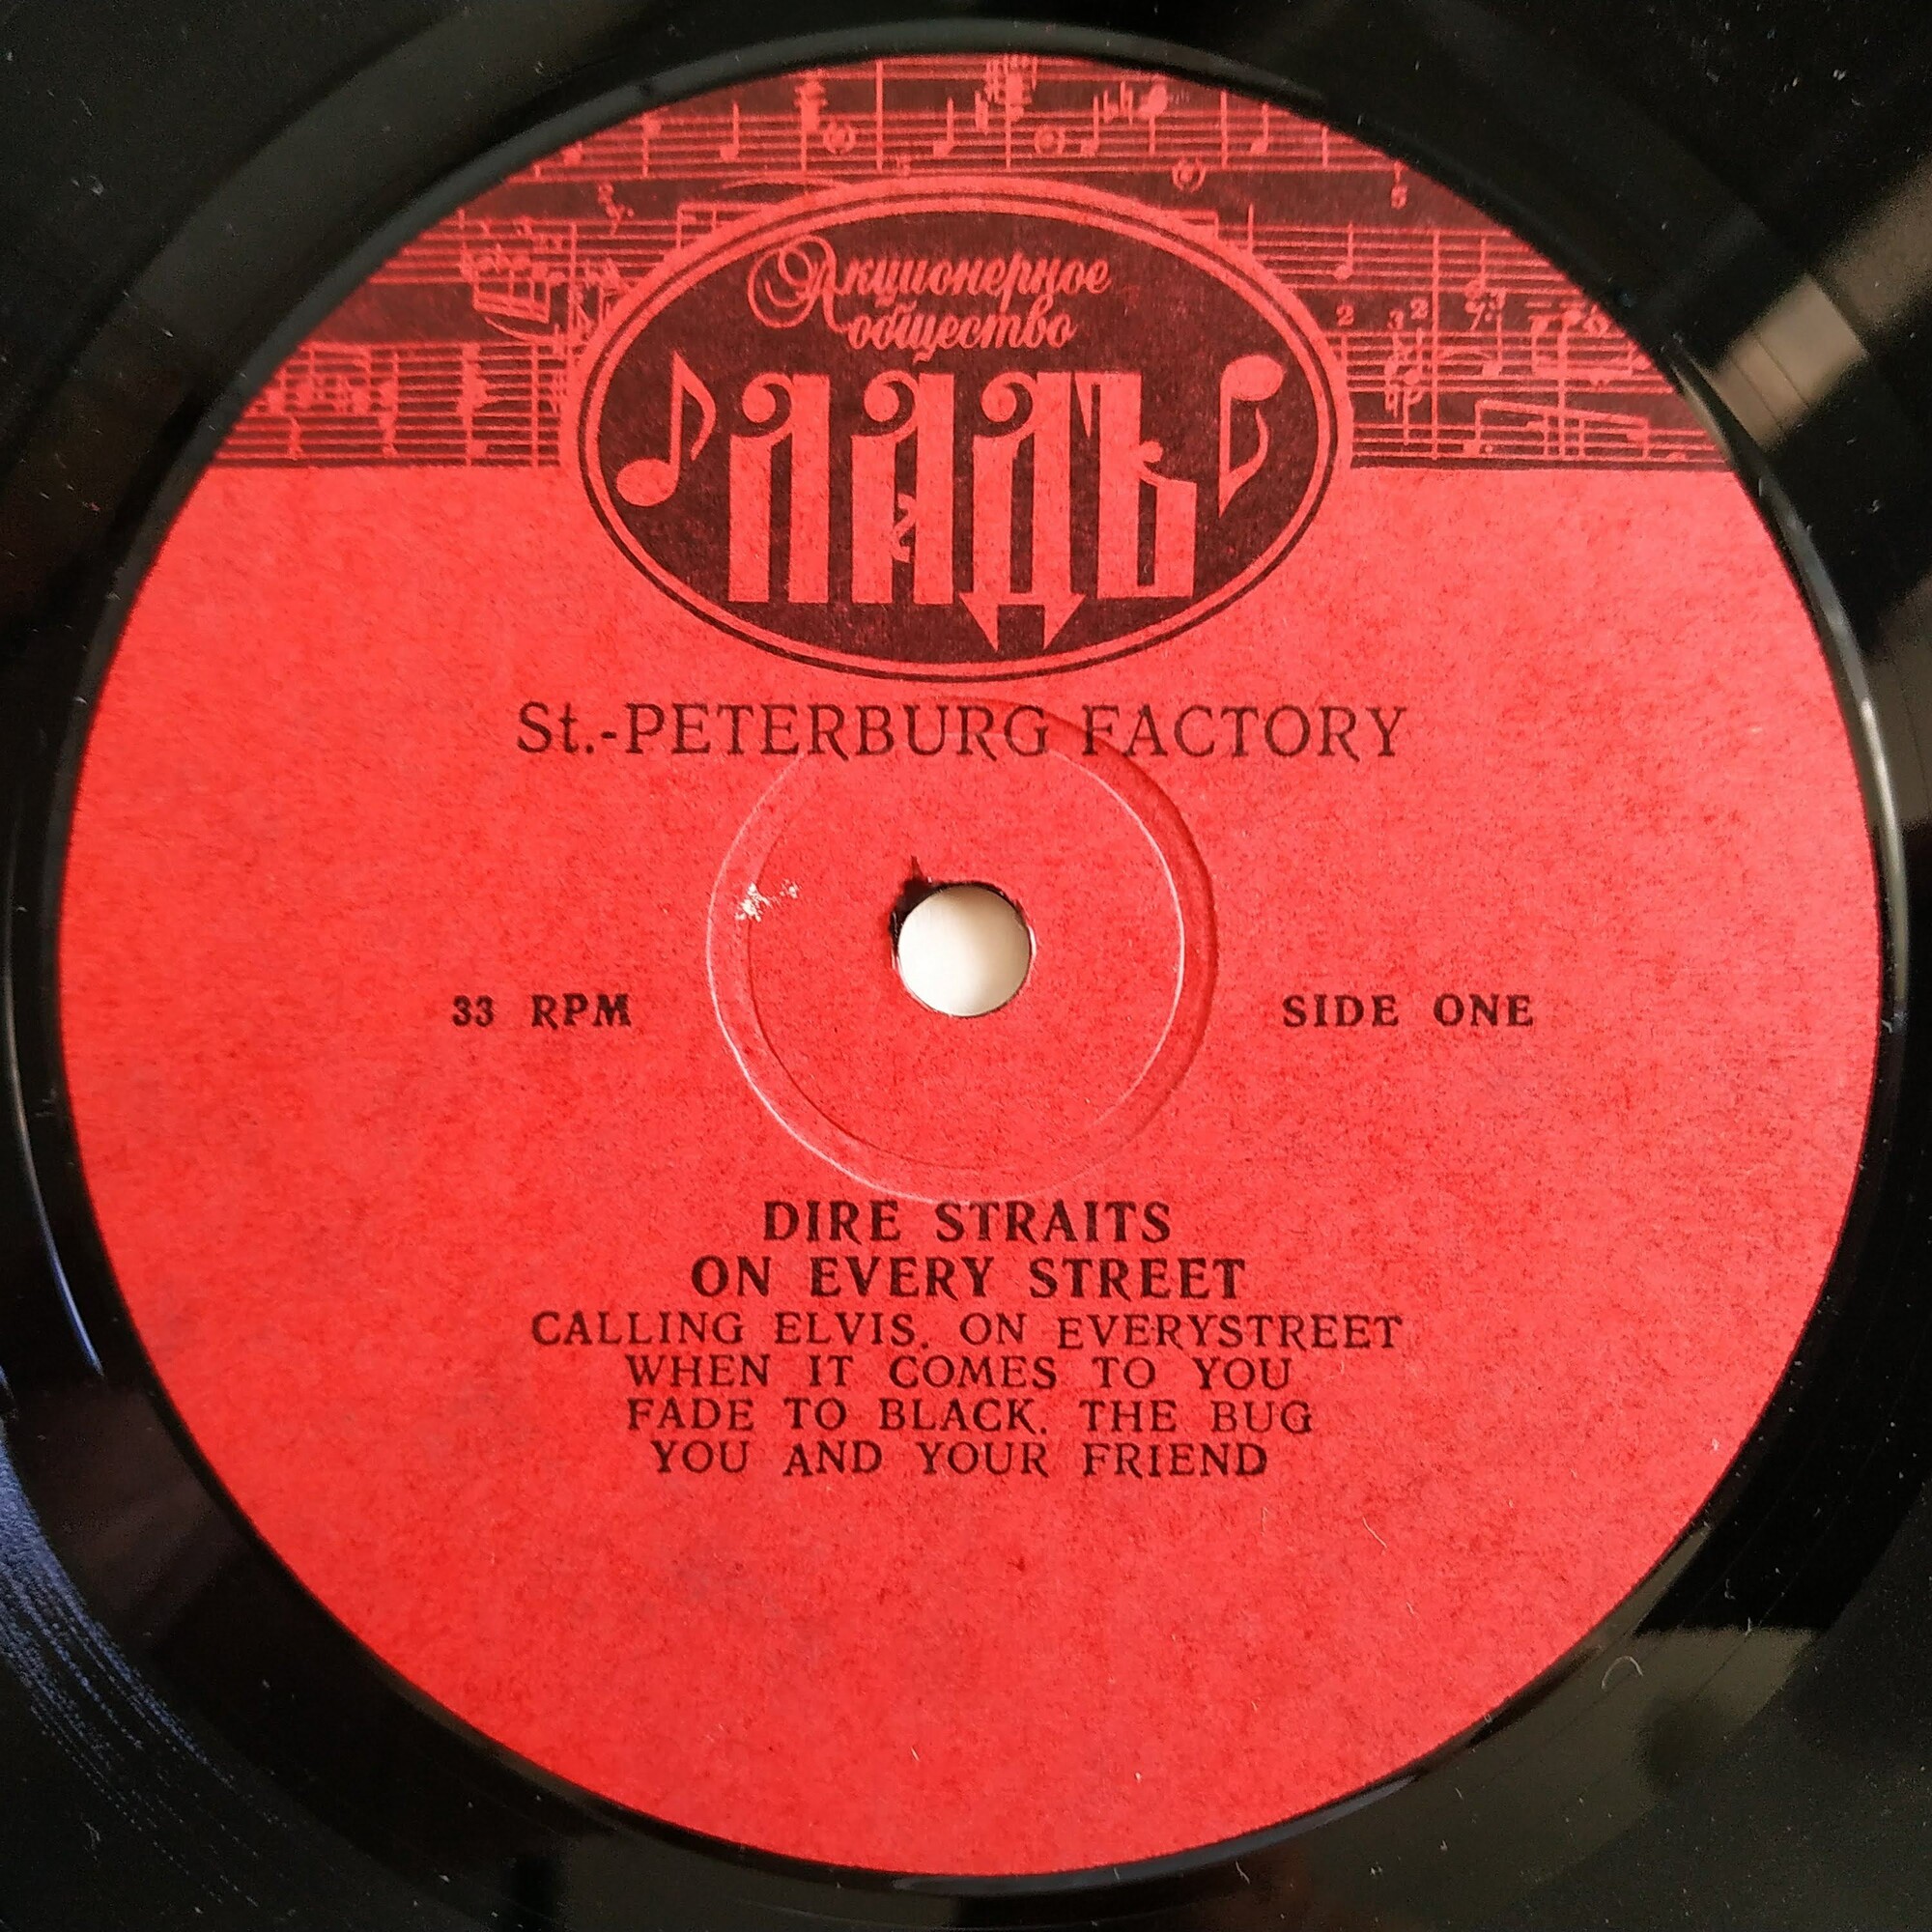 Акционерное
общество
ЛАДЪ
St.-PETERBURG FACTORY
33 RPM
SIDE ONE
DIRE STRAITS
ON EVERY STREET
CALLING ELVIS. ON EVERYSTREET
WHEN IT COMES TO YOU
FADE TO BLACK. THE BUG
YOU AND YOUR FRIEND